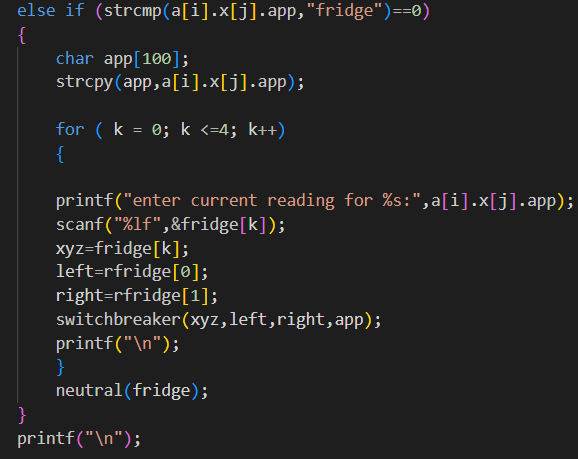 else if (strcmp(a[i].x[j].app,"fridge")==0)
{
char app[100];
strcpy(app,a[i].x[j].app);
for ( k = 0; k <=4; k++)
{
printf("enter current reading for %s:",a[i].x[j].app);
scanf("%lf",&fridge[k]);
xyz=fridge[k];
left=rfridge[0];
right=rfridge[1];
switchbreaker(xyz,left,right,app);
printf("\n");
}
neutral(fridge);
}
printf("\n");